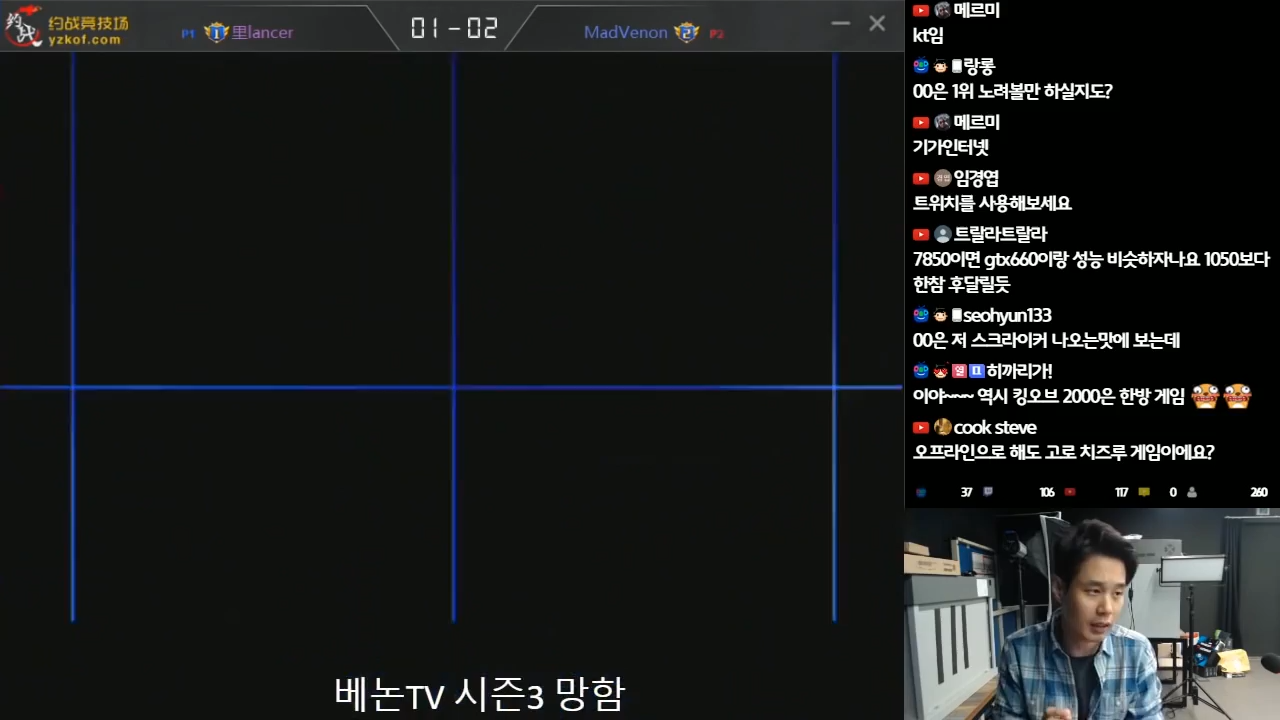 约战竞技场
yzkof.com
P1
1
里lancer
01-02
MadVenon
2
P2
메르미
kt임
랑롱
00은 1위 노려볼만 하실지도?
메르미
기가인터넷
임경엽
트위치를 사용해보세요
트랄라트랄라
7850이면 gtx660이랑 성능 비슷하자나요 1050보다
한참 후달릴듯
seohyun133
00은 저 스크라이커 나오는맛에 보는데
열 히까리가!
이야~~~ 역시 킹오브 2000은 한방 게임
cook steve
오프라인으로 해도 고로 치즈루 게임이에요?
37 106 117 0 260
베논TV 시즌3 망함